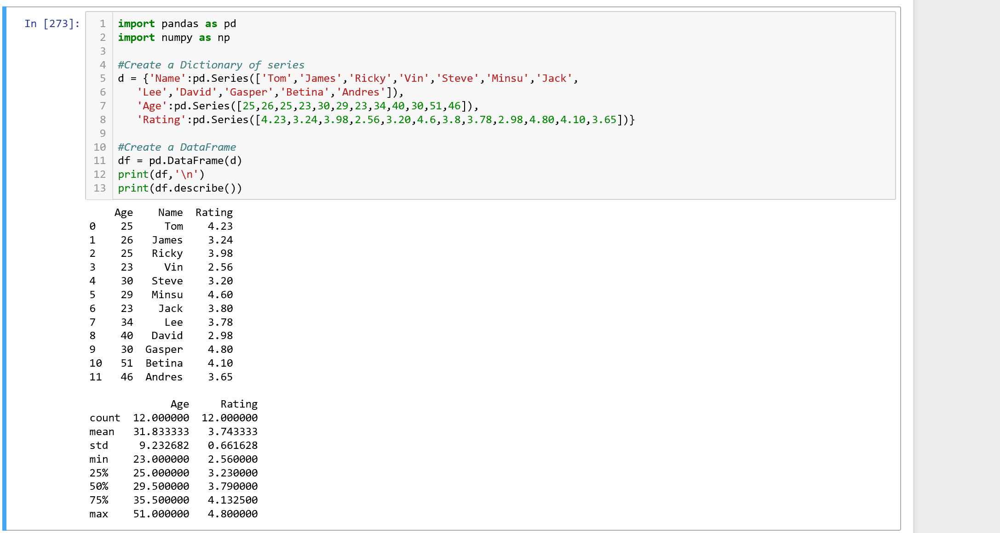 In [273]:
1 import pandas as pd
2 import numpy as np
3
4 #Create a Dictionary of series
5 d = {'Name':pd.Series(['Tom','James','Ricky','Vin','Steve','Minsu','Jack',
6    'Lee','David','Gasper','Betina','Andres']),
7    'Age':pd.Series([25,26,25,23,30,29,23,34,40,30,51,46]),
8    'Rating':pd.Series([4.23,3.24,3.98,2.56,3.20,4.6,3.8,3.78,2.98,4.80,4.10,3.65])}
9
10 #Create a DataFrame
11 df = pd.DataFrame(d)
12 print(df,'\n')
13 print(df.describe())
    Age    Name  Rating
0    25     Tom    4.23
1    26   James    3.24
2    25   Ricky    3.98
3    23     Vin    2.56
4    30   Steve    3.20
5    29   Minsu    4.60
6    23    Jack    3.80
7    34     Lee    3.78
8    40   David    2.98
9    30  Gasper    4.80
10   51  Betina    4.10
11   46  Andres    3.65
             Age     Rating
count  12.000000  12.000000
mean   31.833333   3.743333
std     9.232682   0.661628
min    23.000000   2.560000
25%    25.000000   3.230000
50%    29.500000   3.790000
75%    35.500000   4.132500
max    51.000000   4.800000